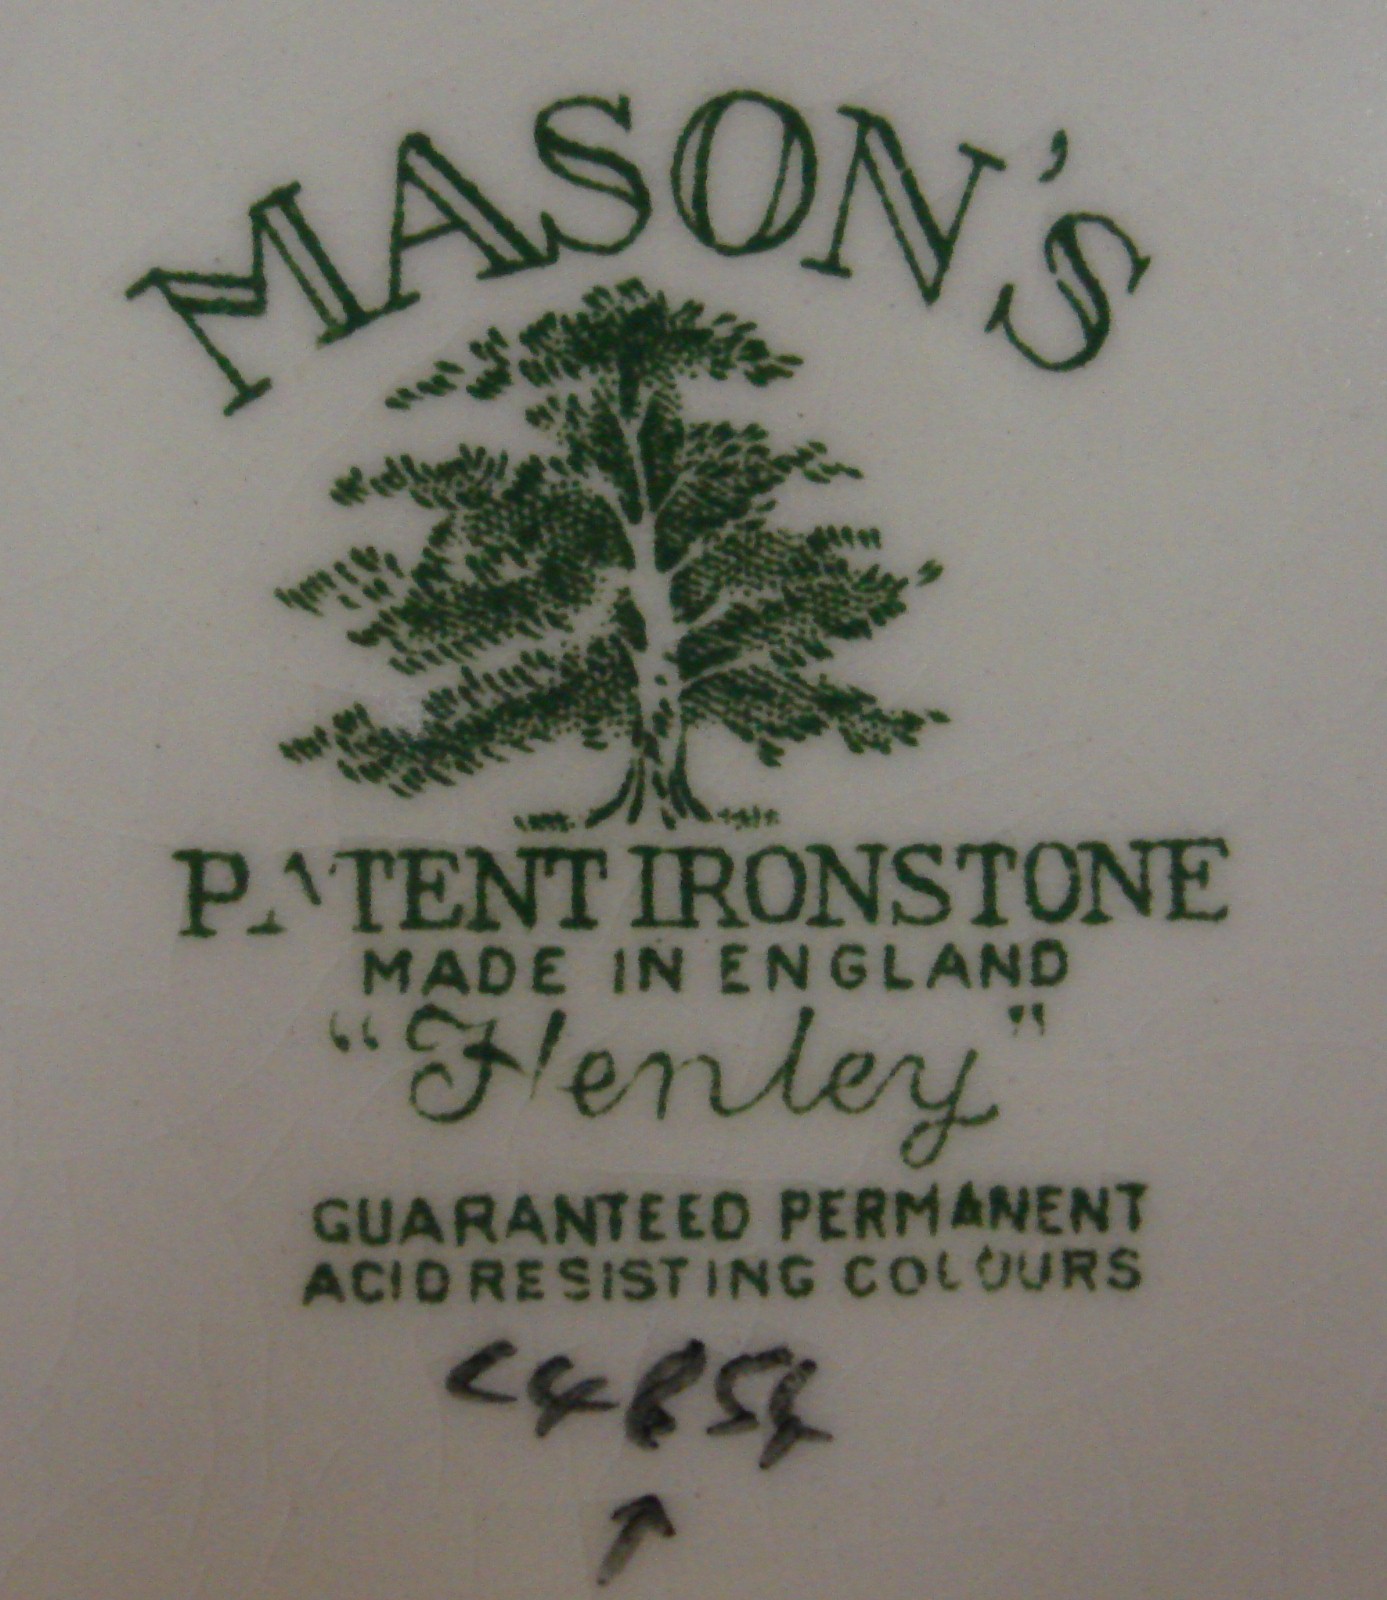 MASON'S
PATENT IRONSTONE
MADE IN ENGLAND
"Henley"
GUARANTEED PERMANENT
ACID RESISTING COLOURS